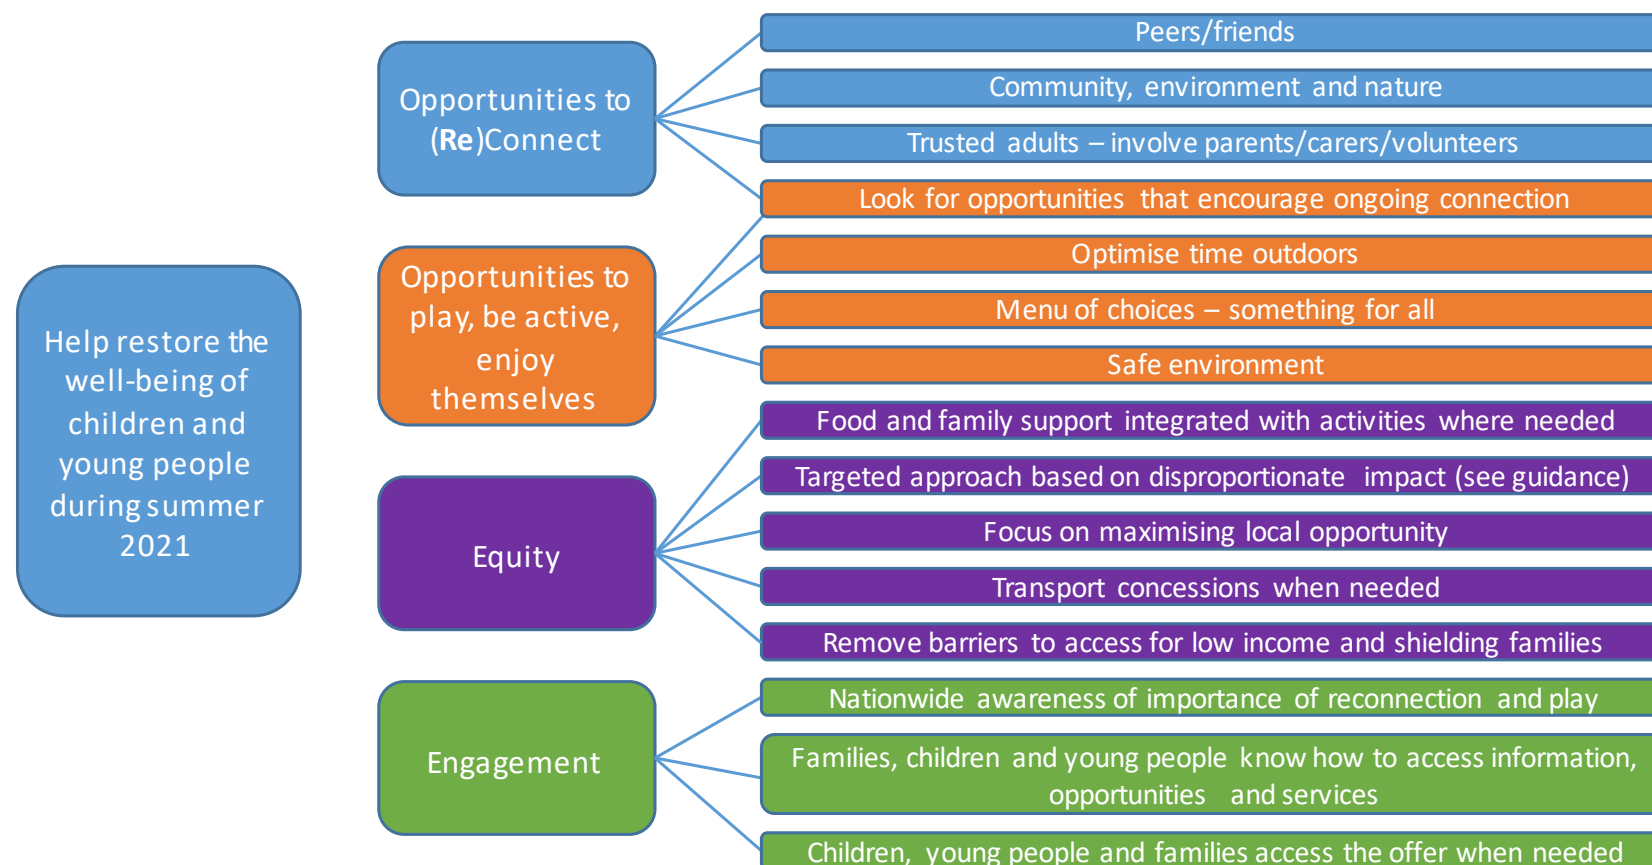 Help restore the
well-being of
children and
young people
during summer
2021
Opportunities to
(Re)Connect
Opportunities to
play, be active,
enjoy
themselves
Equity
Engagement
Peers/friends
Community, environment and nature
Trusted adults – involve parents/carers/volunteers
Look for opportunities that encourage ongoing connection
Optimise time outdoors
Menu of choices – something for all
Safe environment
Food and family support integrated with activities where needed
Targeted approach based on disproportionate impact (see guidance)
Focus on maximising local opportunity
Transport concessions when needed
Remove barriers to access for low income and shielding families
Nationwide awareness of importance of reconnection and play
Families, children and young people know how to access information,
opportunities and services
Children, young people and families access the offer when needed